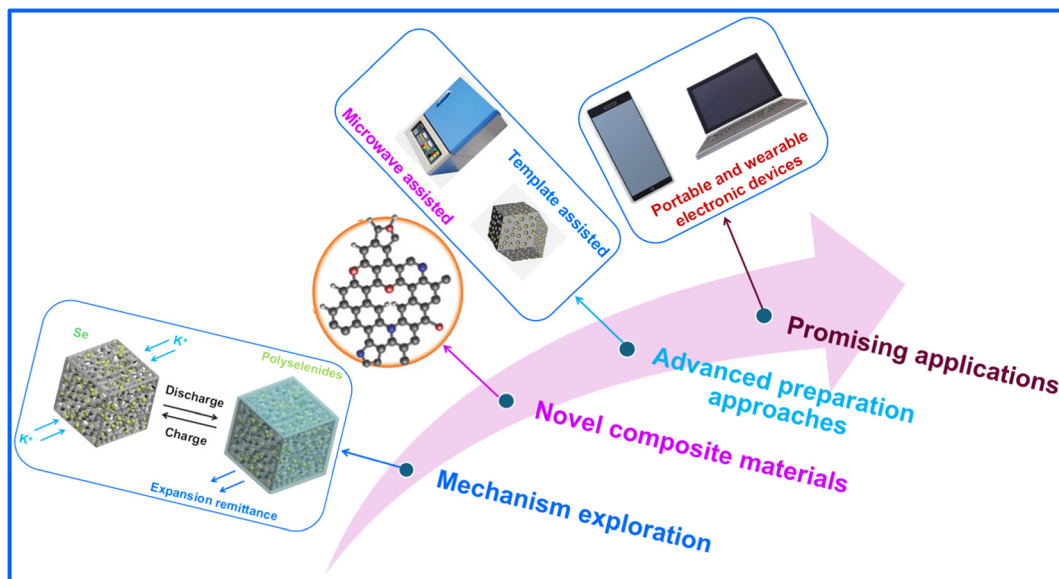 Microwave assisted
Template assisted
Portable and wearable
electronic devices
Se
K⁺
K⁺
Discharge
Charge
Polyselenides
Expansion remittance
Promising applications
Advanced preparation
approaches
Novel composite materials
Mechanism exploration